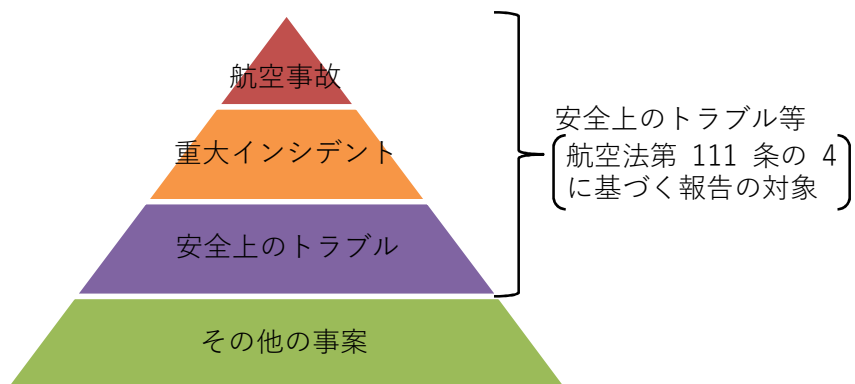 航空事故
重大インシデント
安全上のトラブル
その他の事案
安全上のトラブル等
航空法第 111 条の 4
に基づく報告の対象